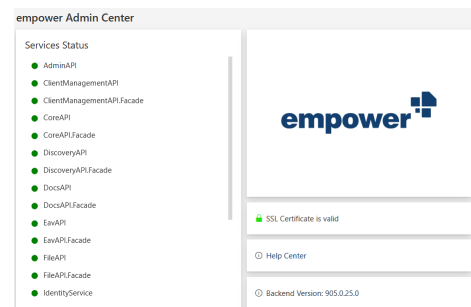 empower Admin Center
Services Status
AdminAPI
ClientManagementAPI
ClientManagementAPI.Facade
CoreAPI
CoreAPI.Facade
DiscoveryAPI
DiscoveryAPI.Facade
DocsAPI
DocsAPI.Facade
EavAPI
EavAPI.Facade
FileAPI
FileAPI.Facade
IdentityService
empower
SSL Certificate is valid
Help Center
Backend Version: 905.0.25.0